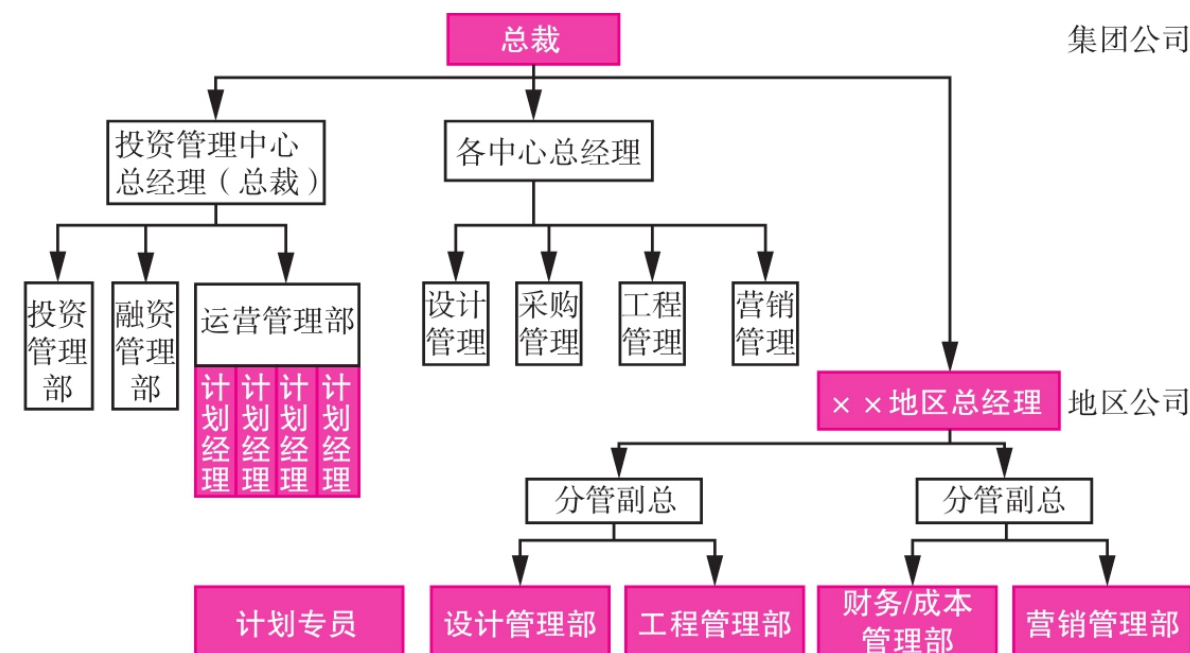 总裁
集团公司
投资管理中心
总经理（总裁）
各中心总经理
投资
管理
部
融资
管理
部
运营管理部
计划经理
计划经理
计划经理
计划经理
设计
管理
采购
管理
工程
管理
营销
管理
××地区总经理
地区公司
分管副总
分管副总
计划专员
设计管理部
工程管理部
财务/成本
管理部
营销管理部